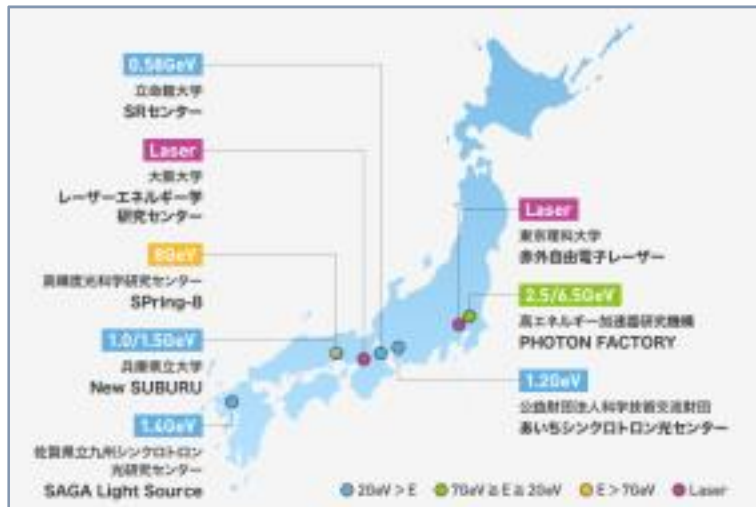 0.58GeV
立命館大学
SRセンター
Laser
大阪大学
レーザーエネルギー学
研究センター
8GeV
高輝度光科学研究センター
SPring-8
1.0/1.5GeV
兵庫県立大学
New SUBURU
1.4GeV
佐賀県立九州シンクロトロン
光研究センター
SAGA Light Source
Laser
東京理科大学
赤外自由電子レーザー
2.5/6.5GeV
高エネルギー加速器研究機構
PHOTON FACTORY
1.2GeV
公益財団法人科学技術交流財団
あいちシンクロトロン光センター
2GeV > E
7GeV ≧ E ≧ 2GeV
E > 7GeV
Laser